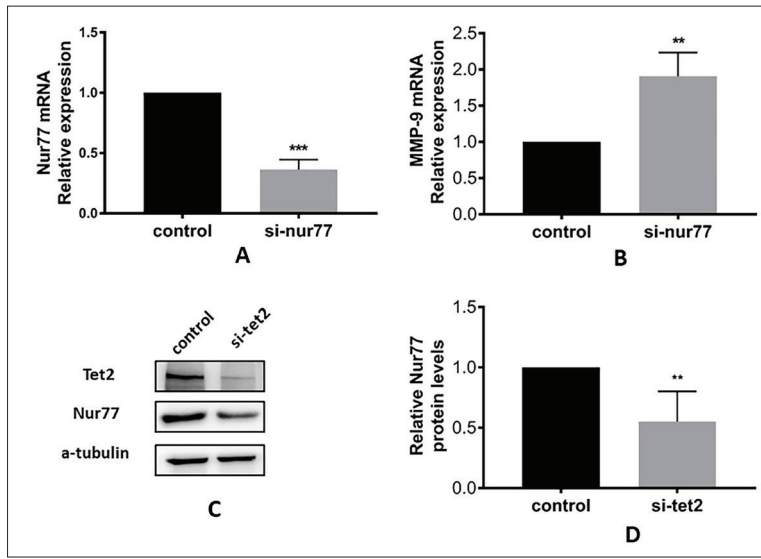 Nur77 mRNA
Relative expression
1.5
1.0
0.5
0.0
***
control
si-nur77
A
MMP-9 mRNA
Relative expression
2.5
2.0
1.5
1.0
0.5
0.0
**
control
si-nur77
B
control
si-tet2
Tet2
Nur77
a-tubulin
C
Relative Nur77
protein levels
1.5
1.0
0.5
0.0
**
control
si-tet2
D